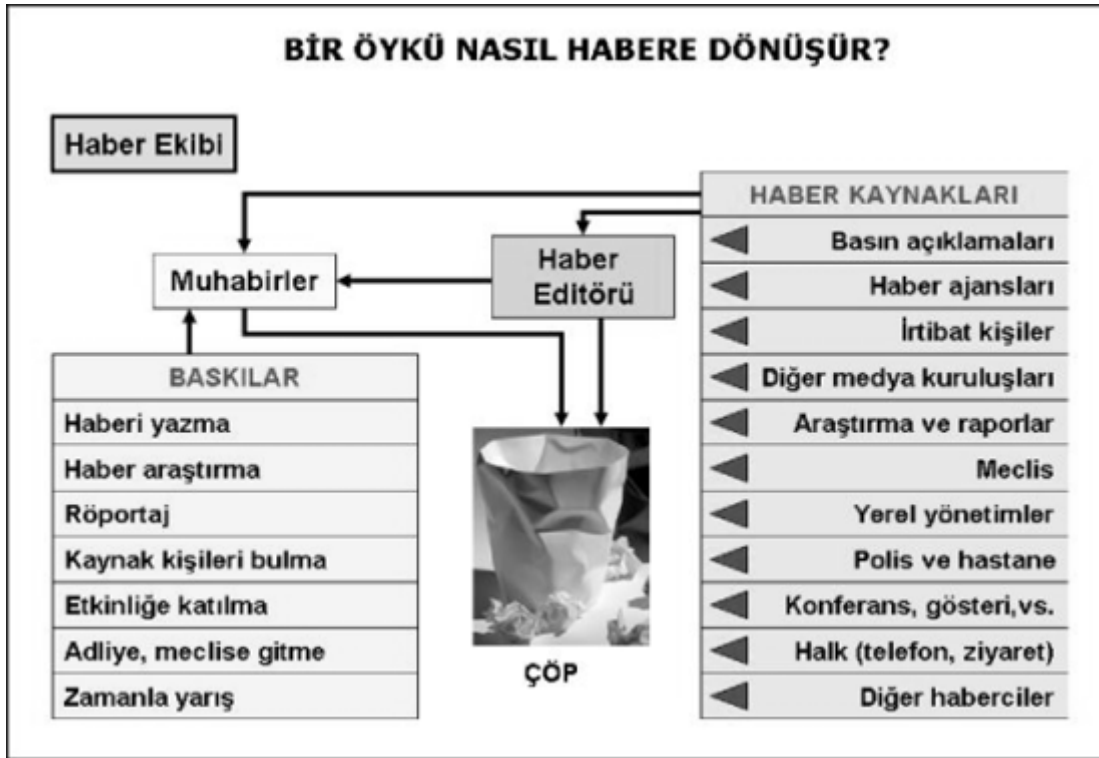 BİR ÖYKÜ NASIL HABERE DÖNÜŞÜR?
Haber Ekibi
Muhabirler
Haber
Editörü
HABER KAYNAKLARI
Basın açıklamaları
Haber ajansları
İrtibat kişiler
Diğer medya kuruluşları
Araştırma ve raporlar
Meclis
Yerel yönetimler
Polis ve hastane
Konferans, gösteri,vs.
Halk (telefon, ziyaret)
Diğer haberciler
BASKILAR
Haberi yazma
Haber araştırma
Röportaj
Kaynak kişileri bulma
Etkinliğe katılma
Adliye, meclise gitme
Zamanla yarış
ÇÖP